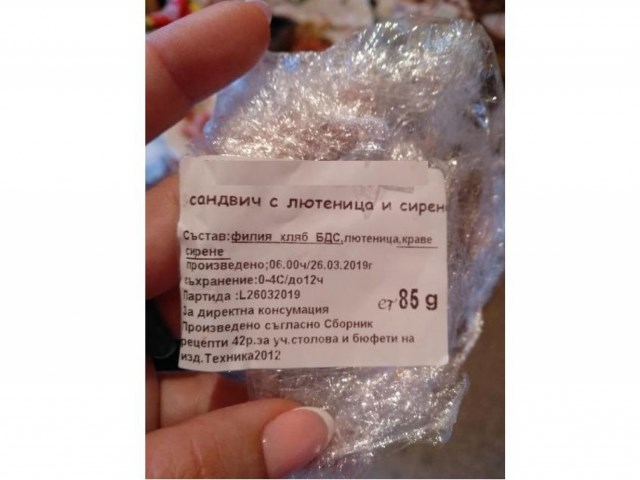 сандвич с лютеница и сирене
Състав:филия хляб БДС,лютеница,краве
сирене
произведено;06.00ч/26.03.2019г
съхранение:0-4С/до12ч
Партида :L26032019
За директна консумация
ет 85 g
Произведено съгласно Сборник
рецепти 42р.за уч.столова и бюфети на
изд.Техника2012